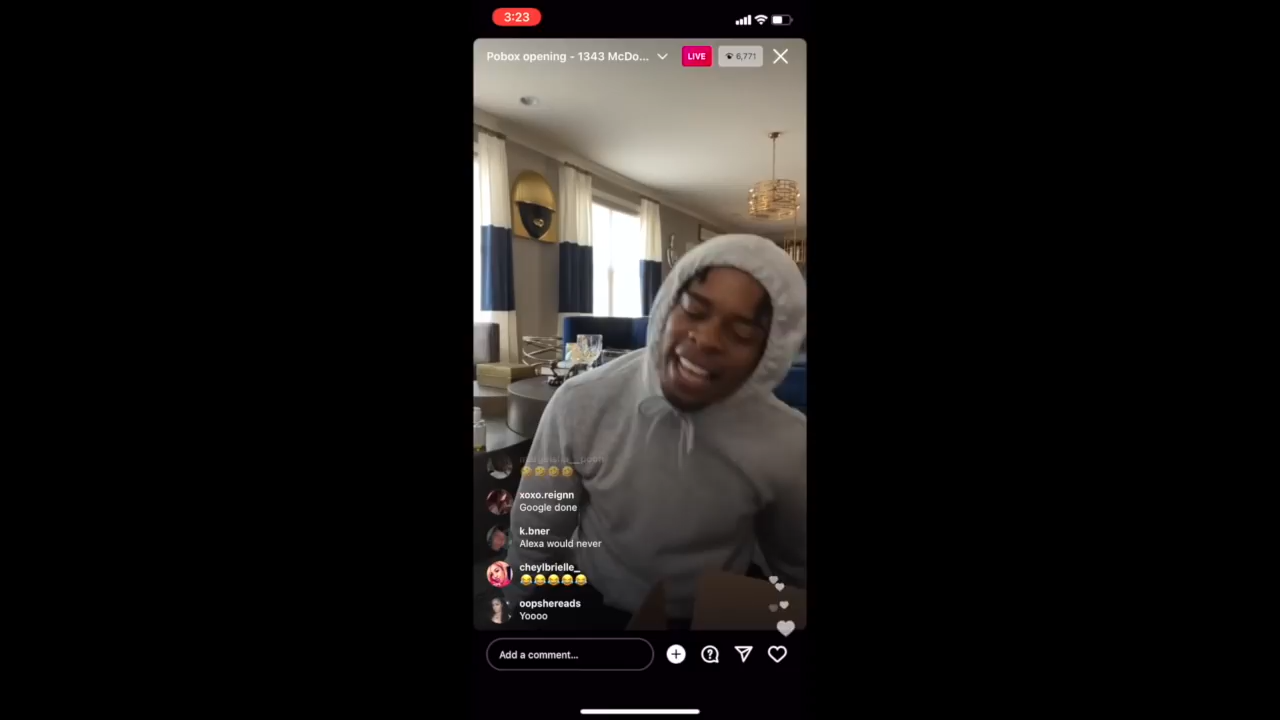 3:23
Pobox opening - 1343 McDo...
LIVE
6,771
🤣🤣🤣🤣
xoxo.reignn
Google done
k.bner
Alexa would never
cheylbrielle_
😂😂😂😂😂
oopshereads
Yoooo
Add a comment...